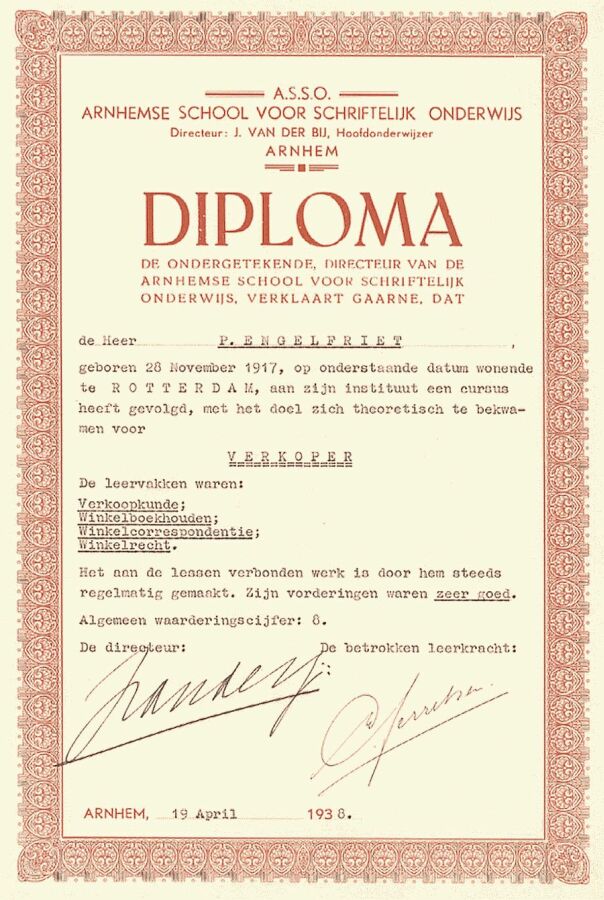 A.S.S.O.
ARNHEMSE SCHOOL VOOR SCHRIFTELIJK ONDERWIJS
Directeur: J. VAN DER BIJ, Hoofdonderwijzer
ARNHEM
DIPLOMA
DE ONDERGETEKENDE, DIRECTEUR VAN DE
ARNHEMSE SCHOOL VOOR SCHRIFTELIJK
ONDERWIJS, VERKLAART GAARNE, DAT
de Heer P. ENGELFRIET,
geboren 28 November 1917, op onderstaande datum wonende
te ROTTERDAM, aan zijn instituut een cursus
heeft gevolgd, met het doel zich theoretisch te bekwa-
men voor
VERKOPER
De leervakken waren:
Verkoopkunde;
Winkelboekhouden;
Winkelcorrespondentie;
Winkelrecht.
Het aan de lessen verbonden werk is door hem steeds
regelmatig gemaakt. Zijn vorderingen waren zeer goed.
Algemeen waarderingscijfer: 8.
De directeur: De betrokken leerkracht:
ARNHEM, 19 April 1938.